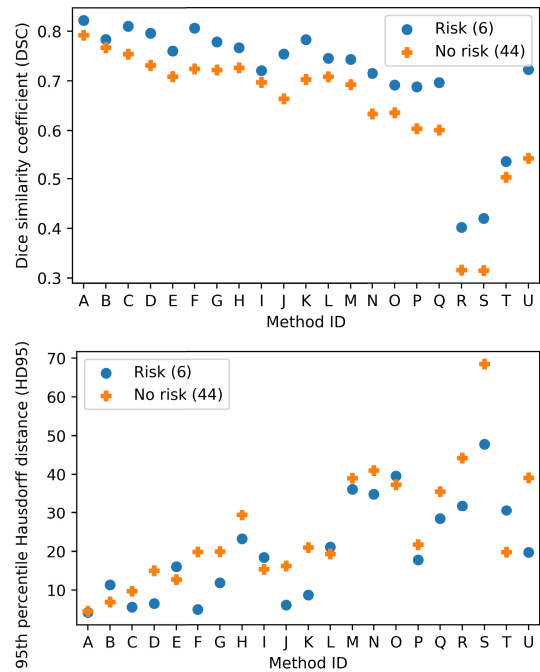 Dice similarity coefficient (DSC)
0.8
0.7
0.6
0.5
0.4
0.3
Risk (6)
No risk (44)
A B C D E F G H I J K L M N O P Q R S T U
Method ID
95th percentile Hausdorff distance (HD95)
70
60
50
40
30
20
10
Risk (6)
No risk (44)
A B C D E F G H I J K L M N O P Q R S T U
Method ID